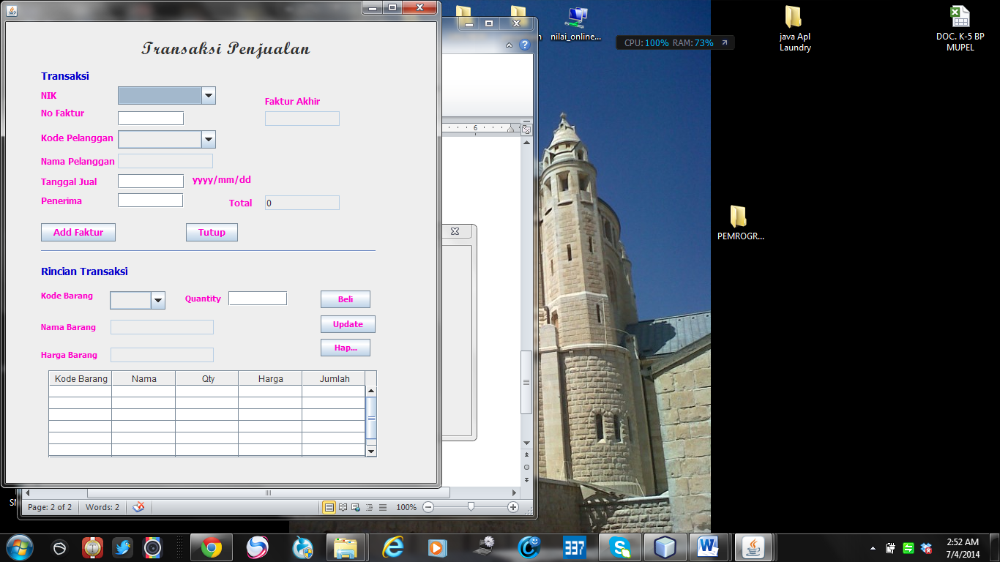 Transaksi Penjualan
Transaksi
NIK
Faktur Akhir
No Faktur
Kode Pelanggan
Nama Pelanggan
Tanggal Jual
yyyy/mm/dd
Penerima
Total
0
Add Faktur
Tutup
Rincian Transaksi
Kode Barang
Quantity
Beli
Nama Barang
Update
Harga Barang
Hap...
Kode Barang Nama Qty Harga Jumlah
6
Page: 2 of 2
Words: 2
100%
nilai_online...
CPU: 100% RAM: 73%
java Apl
Laundry
DOC. K-5 BP
MUPEL
PEMROGR...
337
2:52 AM
7/4/2014